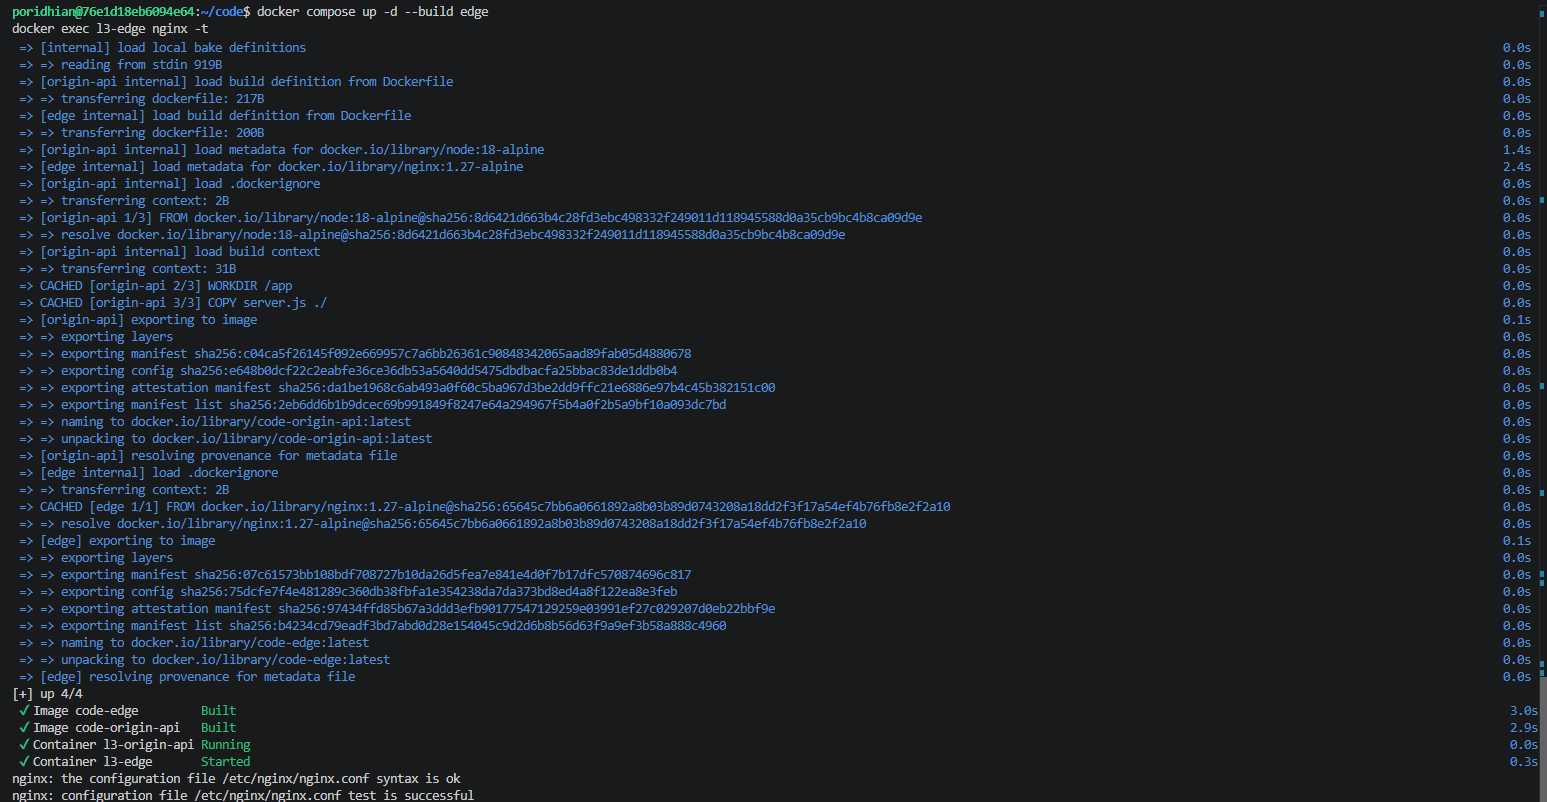 poridhian@76e1d18eb6094e64:~/code$ docker compose up -d --build edge
docker exec l3-edge nginx -t
=> [internal] load local bake definitions 0.0s
=> => reading from stdin 919B 0.0s
=> [origin-api internal] load build definition from Dockerfile 0.0s
=> => transferring dockerfile: 217B 0.0s
=> [edge internal] load build definition from Dockerfile 0.0s
=> => transferring dockerfile: 200B 0.0s
=> [origin-api internal] load metadata for docker.io/library/node:18-alpine 1.4s
=> [edge internal] load metadata for docker.io/library/nginx:1.27-alpine 2.4s
=> [origin-api internal] load .dockerignore 0.0s
=> => transferring context: 2B 0.0s
=> [origin-api 1/3] FROM docker.io/library/node:18-alpine@sha256:8d6421d663b4c28fd3ebc498332f249011d118945588d0a35cb9bc4b8ca09d9e 0.0s
=> => resolve docker.io/library/node:18-alpine@sha256:8d6421d663b4c28fd3ebc498332f249011d118945588d0a35cb9bc4b8ca09d9e 0.0s
=> [origin-api internal] load build context 0.0s
=> => transferring context: 31B 0.0s
=> CACHED [origin-api 2/3] WORKDIR /app 0.0s
=> CACHED [origin-api 3/3] COPY server.js ./ 0.0s
=> [origin-api] exporting to image 0.1s
=> => exporting layers 0.0s
=> => exporting manifest sha256:c04ca5f26145f092e669957c7a6bb26361c90848342065aad89fab05d4880678 0.0s
=> => exporting config sha256:e648b0dcf22c2eabfe36ce36db53a5640dd5475dbdbacfa25bbac83de1ddb0b4 0.0s
=> => exporting attestation manifest sha256:da1be1968c6ab493a0f60c5ba967d3be2dd9ffc21e6886e97b4c45b382151c00 0.0s
=> => exporting manifest list sha256:2eb6dd6b1b9dcec69b991849f8247e64a294967f5b4a0f2b5a9bf10a093dc7bd 0.0s
=> => naming to docker.io/library/code-origin-api:latest 0.0s
=> => unpacking to docker.io/library/code-origin-api:latest 0.0s
=> [origin-api] resolving provenance for metadata file 0.0s
=> [edge internal] load .dockerignore 0.0s
=> => transferring context: 2B 0.0s
=> CACHED [edge 1/1] FROM docker.io/library/nginx:1.27-alpine@sha256:65645c7bb6a0661892a8b03b89d0743208a18dd2f3f17a54ef4b76fb8e2f2a10 0.0s
=> => resolve docker.io/library/nginx:1.27-alpine@sha256:65645c7bb6a0661892a8b03b89d0743208a18dd2f3f17a54ef4b76fb8e2f2a10 0.0s
=> [edge] exporting to image 0.1s
=> => exporting layers 0.0s
=> => exporting manifest sha256:07c61573bb108bdf708727b10da26d5fea7e841e4d0f7b17dfc570874696c817 0.0s
=> => exporting config sha256:75dcfe7f4e481289c360db38fbfa1e354238da7da373bd8ed4a8f122ea8e3feb 0.0s
=> => exporting attestation manifest sha256:97434ffd85b67a3ddd3efb90177547129259e03991ef27c029207d0eb22bbf9e 0.0s
=> => exporting manifest list sha256:b4234cd79eadf3bd7abd0d28e154045c9d2d6b8b56d63f9a9ef3b58a888c4960 0.0s
=> => naming to docker.io/library/code-edge:latest 0.0s
=> => unpacking to docker.io/library/code-edge:latest 0.0s
=> [edge] resolving provenance for metadata file 0.0s
[+] up 4/4
✔ Image code-edge Built 3.0s
✔ Image code-origin-api Built 2.9s
✔ Container l3-origin-api Running 0.0s
✔ Container l3-edge Started 0.3s
nginx: the configuration file /etc/nginx/nginx.conf syntax is ok
nginx: configuration file /etc/nginx/nginx.conf test is successful